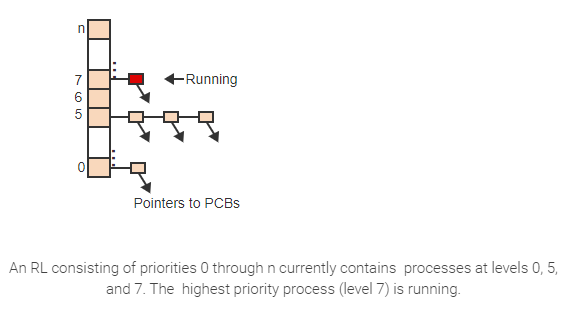 n
7
Running
6
5
0
Pointers to PCBs
An RL consisting of priorities 0 through n currently contains processes at levels 0, 5,
and 7. The highest priority process (level 7) is running.